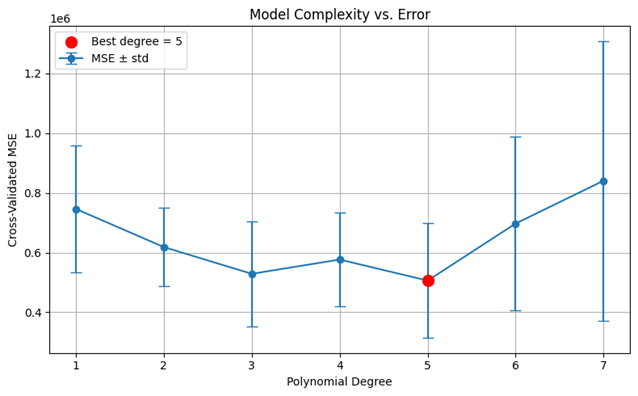 Model Complexity vs. Error
1e6
Best degree = 5
MSE ± std
1.2
1.0
0.8
0.6
0.4
Cross-Validated MSE
1 2 3 4 5 6 7
Polynomial Degree